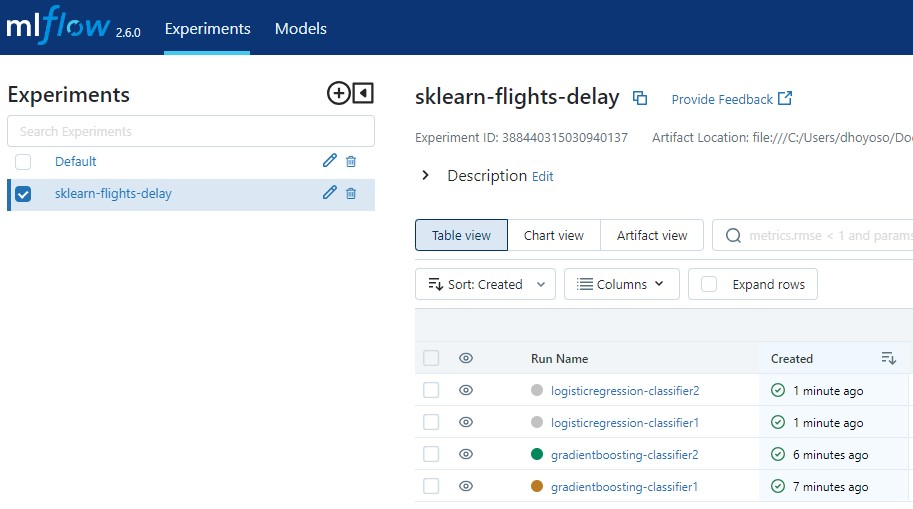 mlflow 2.6.0 Experiments Models
Experiments
Search Experiments
Default
sklearn-flights-delay
sklearn-flights-delay Provide Feedback
Experiment ID: 388440315030940137 Artifact Location: file:///C:/Users/dhoyoso/Doc
Description Edit
Table view Chart view Artifact view metrics.rmse < 1 and params
Sort: Created Columns Expand rows
Run Name Created
logisticregression-classifier2 1 minute ago
logisticregression-classifier1 1 minute ago
gradientboosting-classifier2 6 minutes ago
gradientboosting-classifier1 7 minutes ago